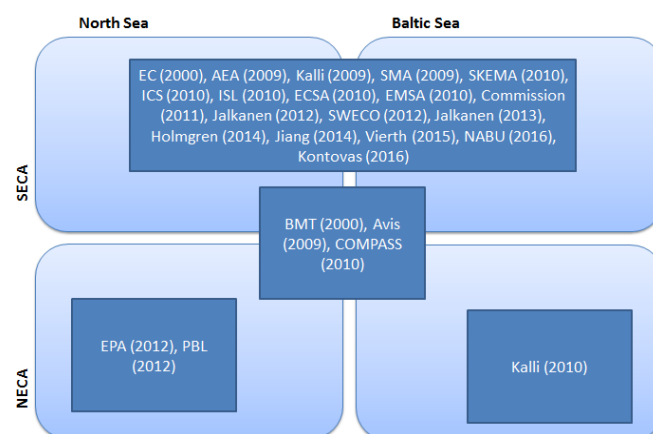 North Sea
Baltic Sea
SECA
EC (2000), AEA (2009), Kalli (2009), SMA (2009), SKEMA (2010),
ICS (2010), ISL (2010), ECSA (2010), EMSA (2010), Commission
(2011), Jalkanen (2012), SWECO (2012), Jalkanen (2013),
Holmgren (2014), Jiang (2014), Vierth (2015), NABU (2016),
Kontovas (2016)
BMT (2000), Avis
(2009), COMPASS
(2010)
NECA
EPA (2012), PBL
(2012)
Kalli (2010)